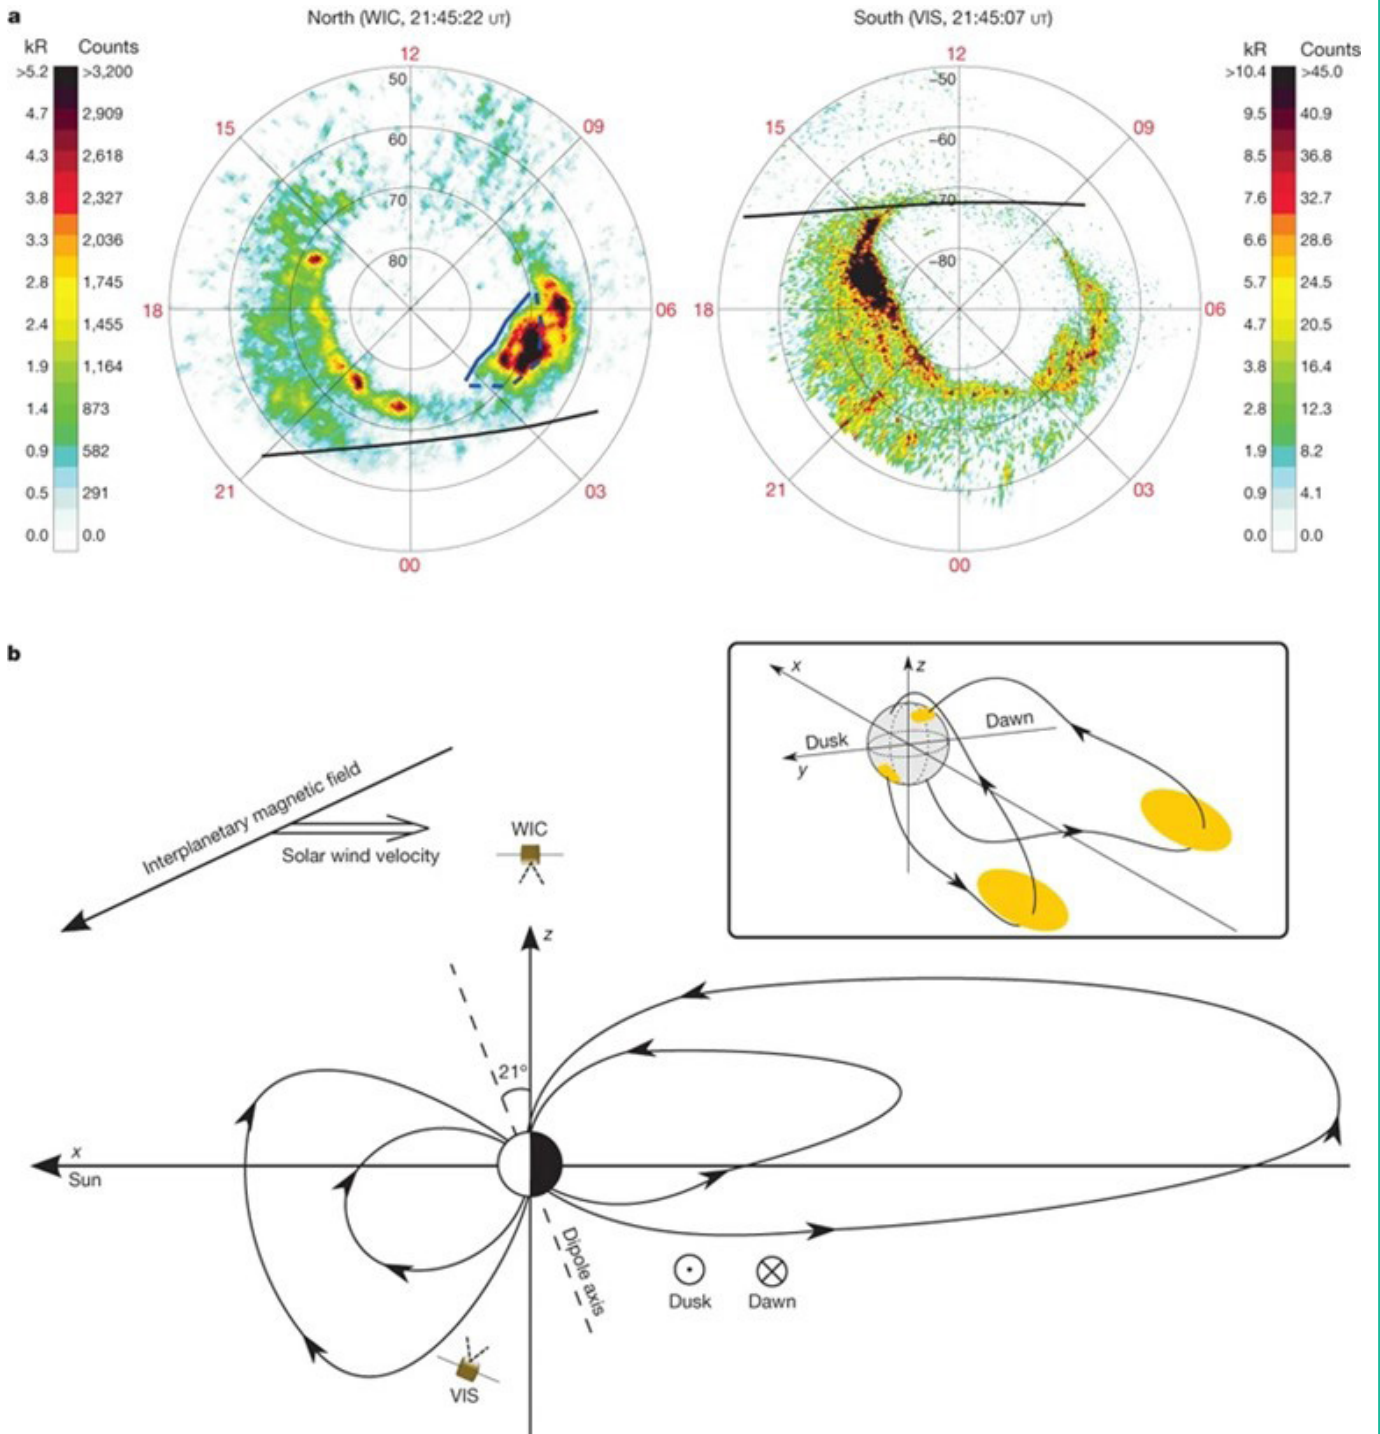 a
North (WIC, 21:45:22 UT)
South (VIS, 21:45:07 UT)
kR Counts
>5.2 >3,200
4.7 2,909
4.3 2,618
3.8 2,327
3.3 2,036
2.8 1,745
2.4 1,455
1.9 1,164
1.4 873
0.9 582
0.5 291
0.0 0.0
12
50
15 09
60
70
80
18 06
21 03
00
12
−50
15 09
−60
−70
−80
18 06
21 03
00
kR Counts
>10.4 >45.0
9.5 40.9
8.5 36.8
7.6 32.7
6.6 28.6
5.7 24.5
4.7 20.5
3.8 16.4
2.8 12.3
1.9 8.2
0.9 4.1
0.0 0.0
b
Interplanetary magnetic field
Solar wind velocity
WIC
x
z
Dusk
Dawn
y
z
21°
x
Sun
Dipole axis
Dusk Dawn
VIS